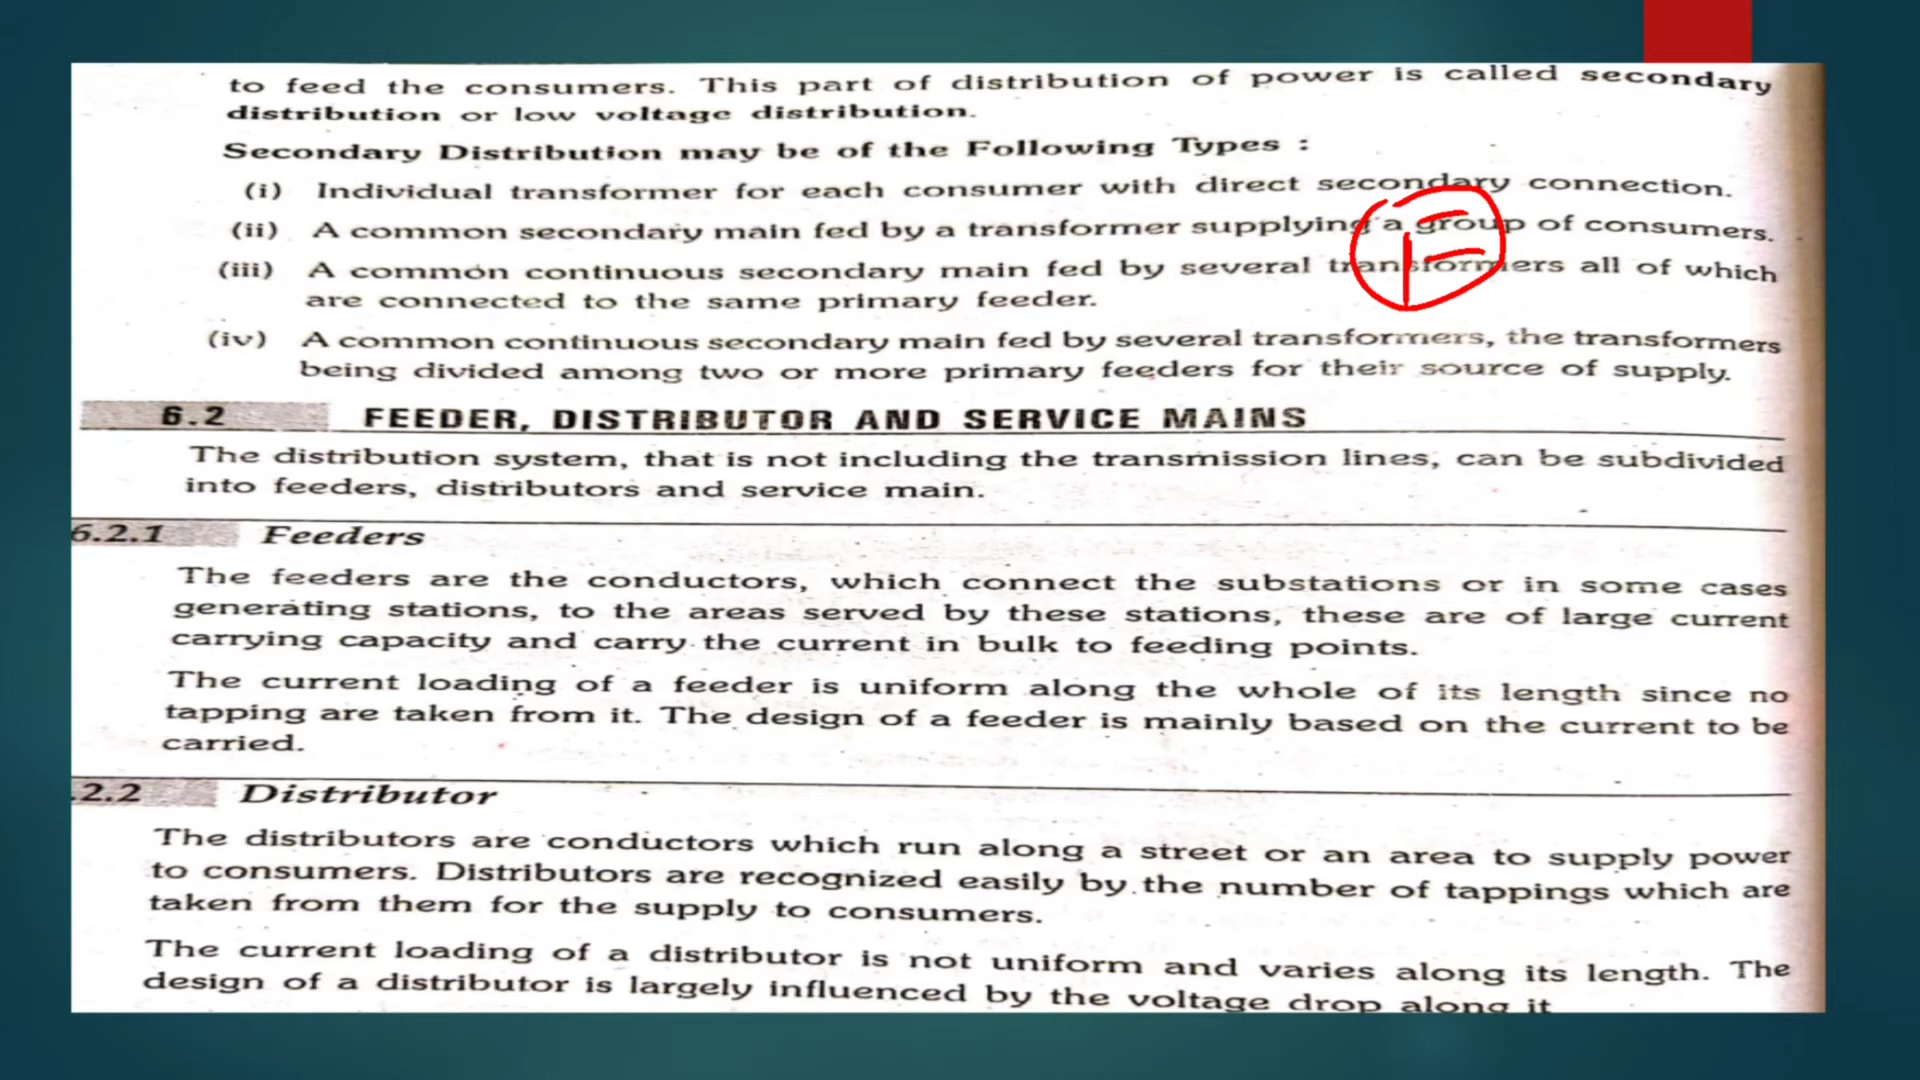 to feed the consumers. This part of distribution of power is called secondary
distribution or low voltage distribution.
Secondary Distribution may be of the Following Types :
(i) Individual transformer for each consumer with direct secondary connection.
(ii) A common secondary main fed by a transformer supplying a group of consumers.
(iii) A common continuous secondary main fed by several transformers all of which
are connected to the same primary feeder.
(iv) A common continuous secondary main fed by several transformers, the transformers
being divided among two or more primary feeders for their source of supply.
6.2 FEEDER, DISTRIBUTOR AND SERVICE MAINS
The distribution system, that is not including the transmission lines, can be subdivided
into feeders, distributors and service main.
6.2.1 Feeders
The feeders are the conductors, which connect the substations or in some cases
generating stations, to the areas served by these stations, these are of large current
carrying capacity and carry the current in bulk to feeding points.
The current loading of a feeder is uniform along the whole of its length since no
tapping are taken from it. The design of a feeder is mainly based on the current to be
carried.
.2.2 Distributor
The distributors are conductors which run along a street or an area to supply power
to consumers. Distributors are recognized easily by the number of tappings which are
taken from them for the supply to consumers.
The current loading of a distributor is not uniform and varies along its length. The
design of a distributor is largely influenced by the voltage drop along it